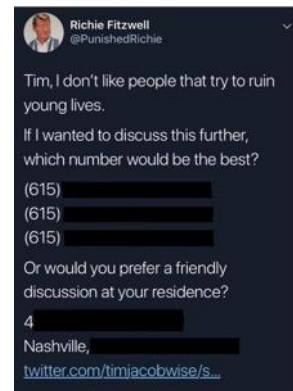 Richie Fitzwell
@PunishedRichie
Tim, I don't like people that try to ruin
young lives.
If I wanted to discuss this further,
which number would be the best?
(615)
(615)
(615)
Or would you prefer a friendly
discussion at your residence?
4
Nashville,
twitter.com/timjacobwise/s...